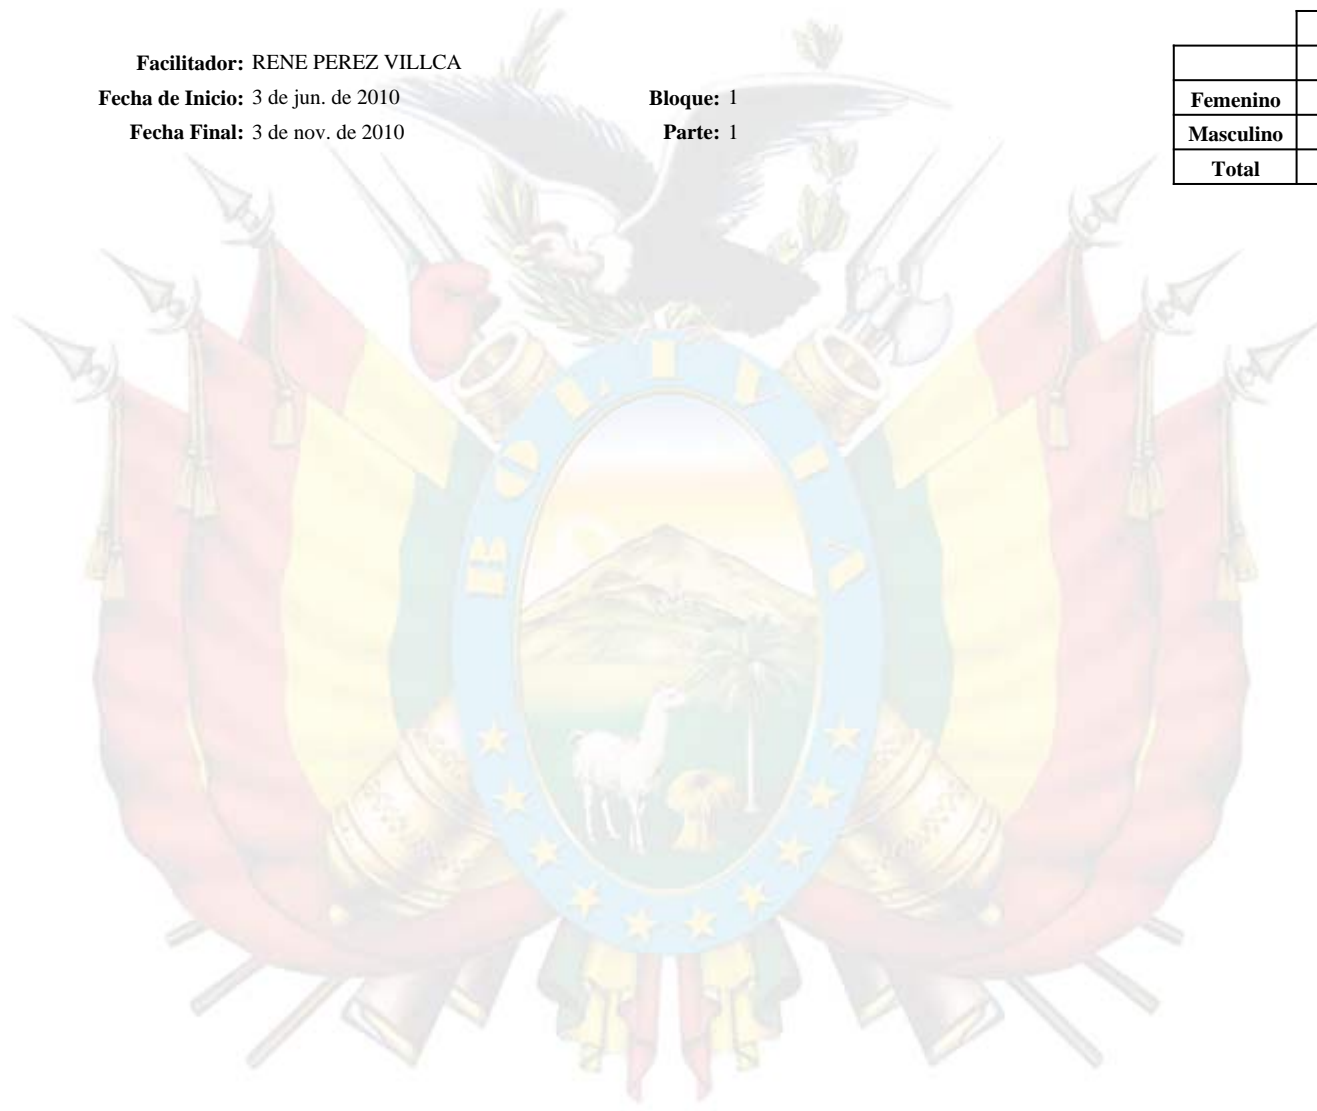 Facilitador: RENE PEREZ VILLCA
Fecha de Inicio: 3 de jun. de 2010
Bloque: 1
Fecha Final: 3 de nov. de 2010
Parte: 1
Femenino
Masculino
Total
BOLIVIA